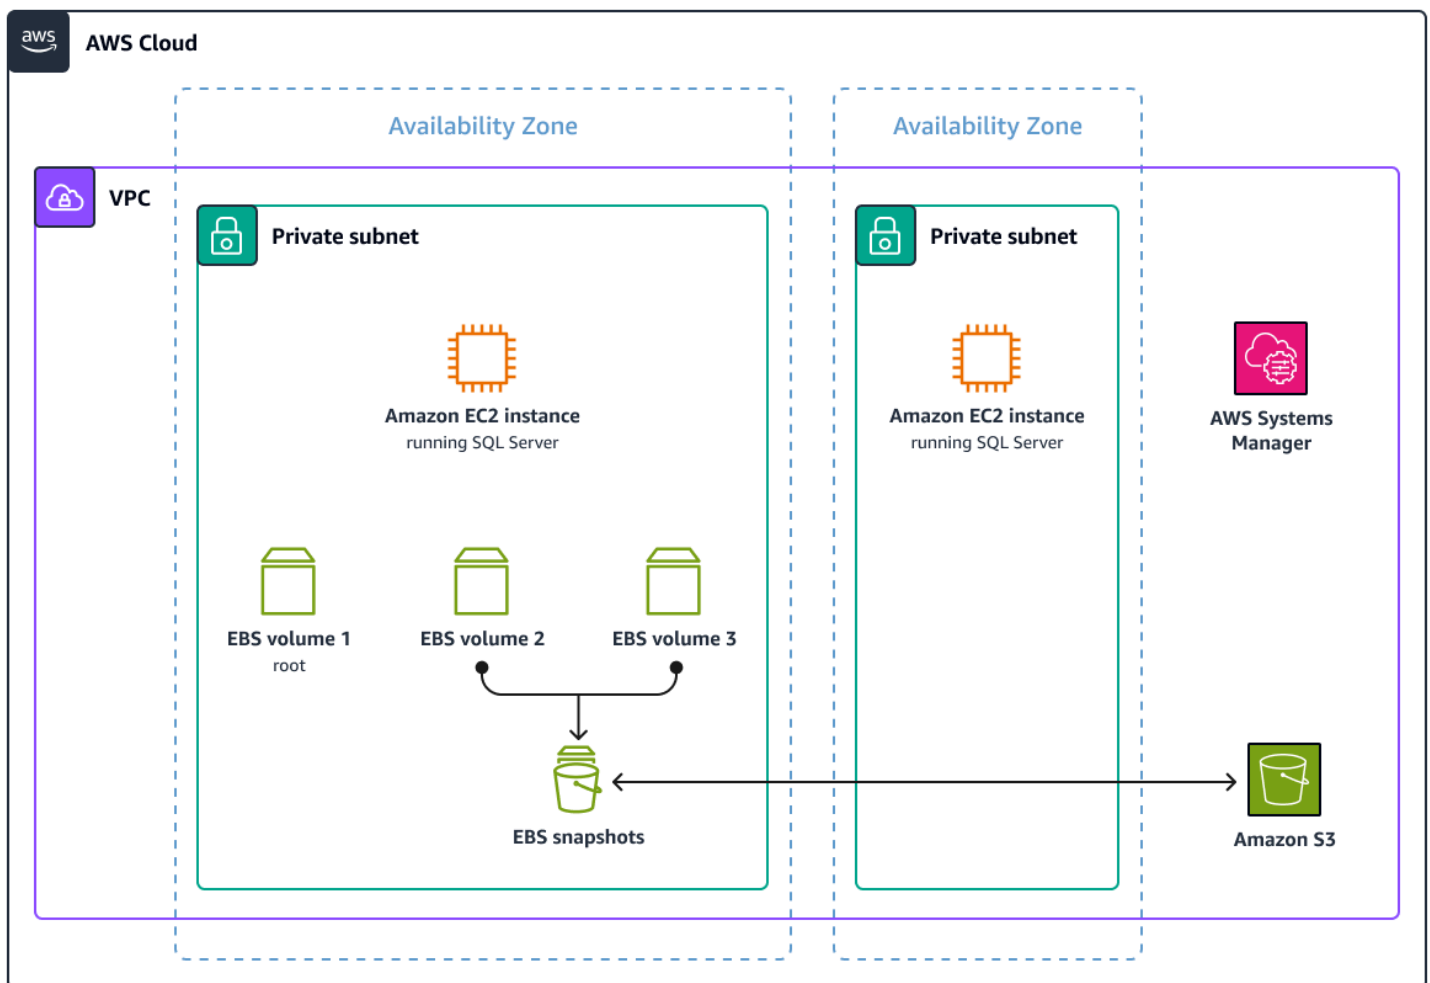 aws
AWS Cloud
Availability Zone
Availability Zone
VPC
Private subnet
Private subnet
Amazon EC2 instance
running SQL Server
Amazon EC2 instance
running SQL Server
AWS Systems
Manager
EBS volume 1
root
EBS volume 2
EBS volume 3
EBS snapshots
Amazon S3